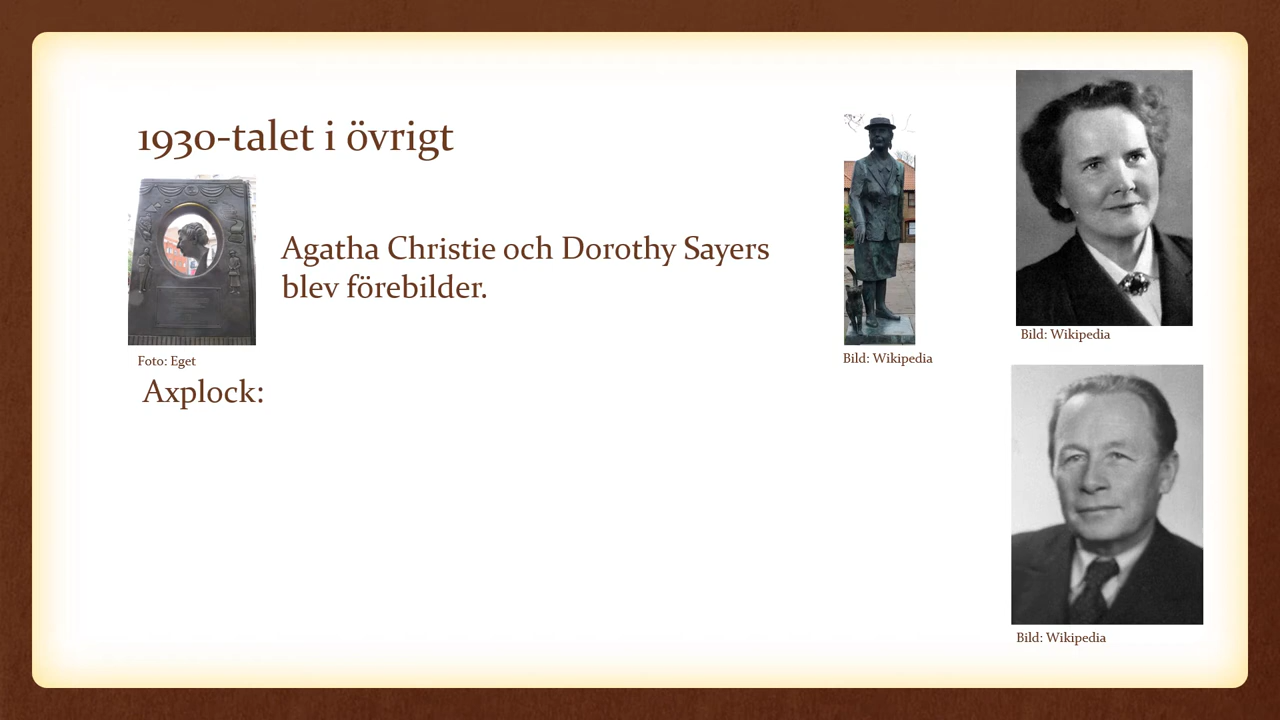 1930-talet i övrigt
Agatha Christie och Dorothy Sayers
blev förebilder.
Foto: Eget
Bild: Wikipedia
Bild: Wikipedia
Axplock:
Bild: Wikipedia